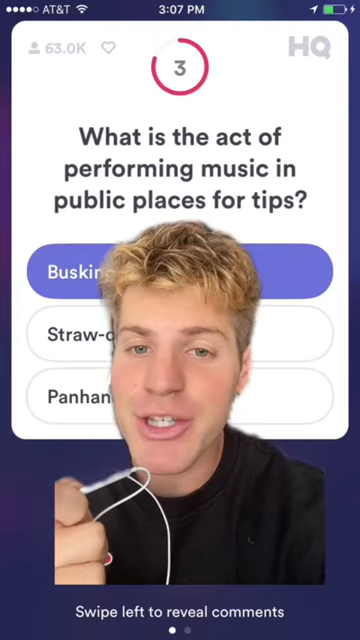 AT&T 3:07 PM
63.0K
HQ
3
What is the act of
performing music in
public places for tips?
Swipe left to reveal comments